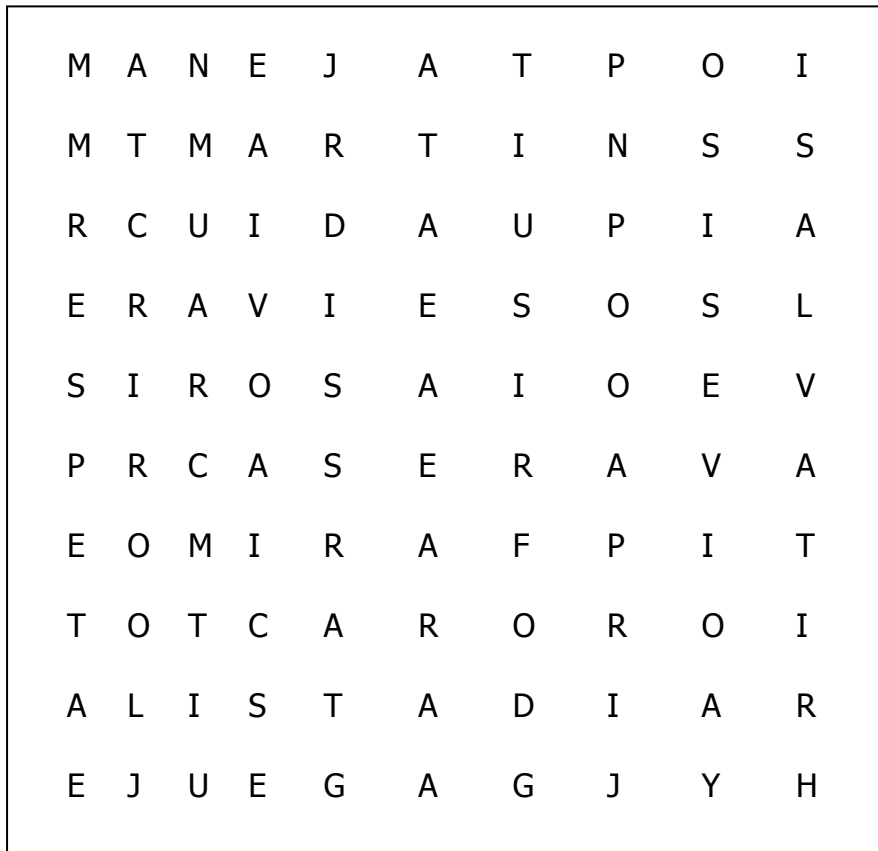 M A N E J A T P O I
M T M A R T I N S S
R C U I D A U P I A
E R A V I E S O S L
S I R O S A I O E V
P R C A S E R A V A
E O M I R A F P I T
T O T C A R O R O I
A L I S T A D I A R
E J U E G A G J Y H